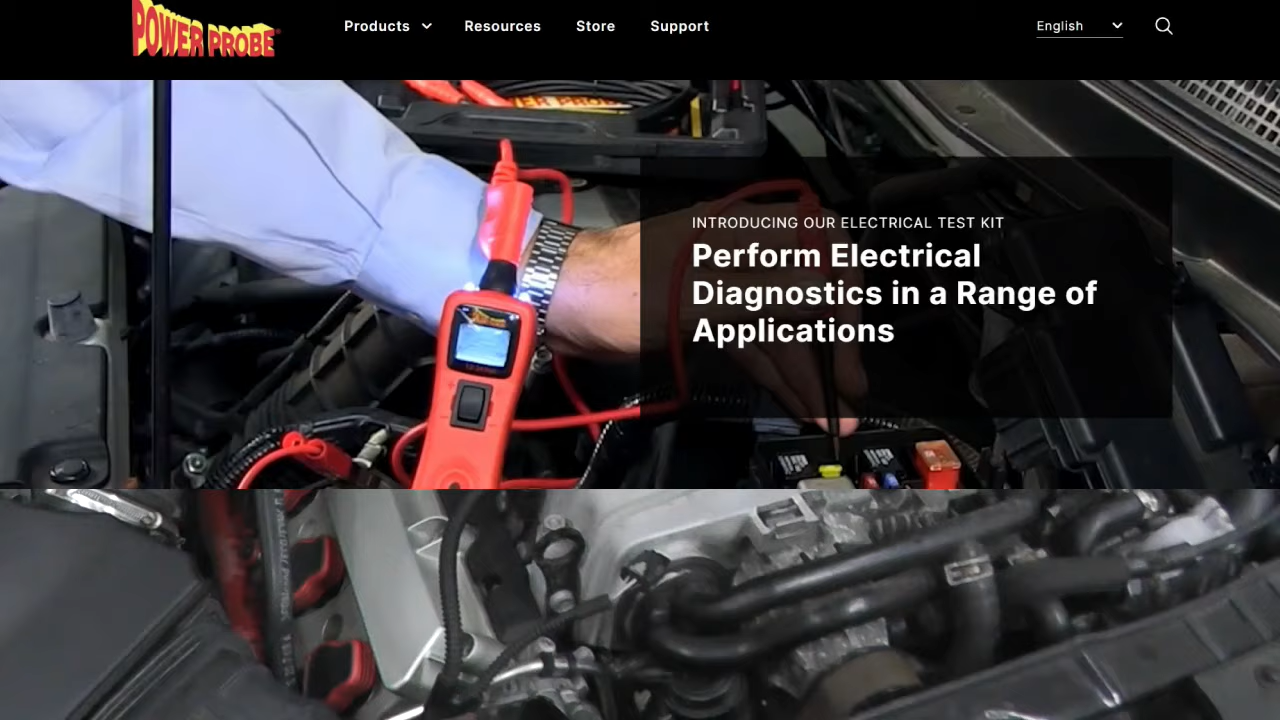 POWER PROBE
Products
Resources
Store
Support
English
INTRODUCING OUR ELECTRICAL TEST KIT
Perform Electrical
Diagnostics in a Range of
Applications